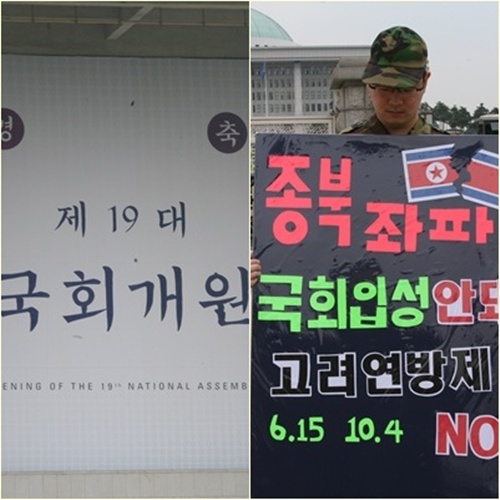 경 축
제 19 대
국회개원
ENING OF THE 19th NATIONAL ASSEMB
종북
좌파
국회입성안되
고려연방제
6.15 10.4 NO